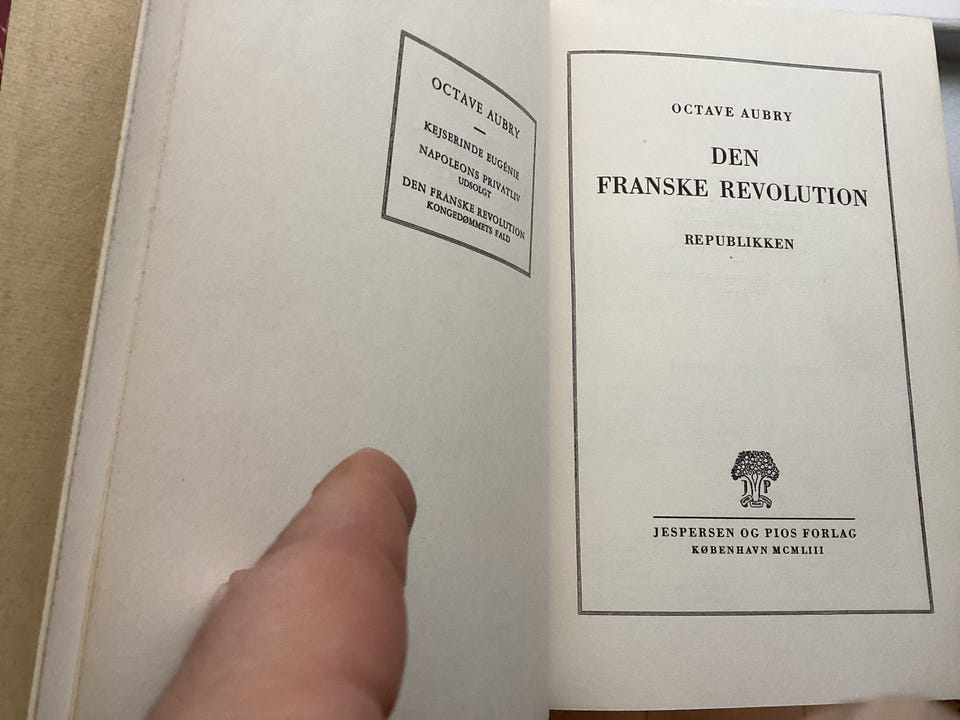 OCTAVE AUBRY
—
KEJSERINDE EUGÉNIE
NAPOLEONS PRIVATLIV
UDSOLGT
DEN FRANSKE REVOLUTION
KONGEDØMMETS FALD
OCTAVE AUBRY
DEN
FRANSKE REVOLUTION
REPUBLIKKEN
J P
JESPERSEN OG PIOS FORLAG
KØBENHAVN MCMLIII